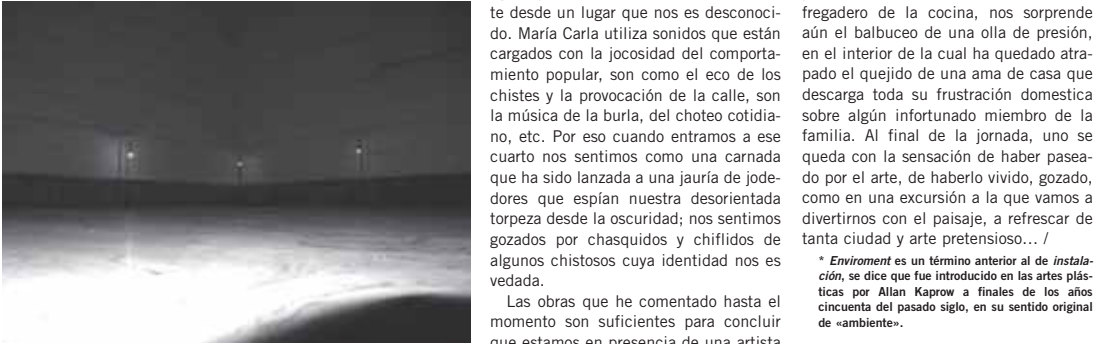 te desde un lugar que nos es desconoci-
do. María Carla utiliza sonidos que están
cargados con la jocosidad del comporta-
miento popular, son como el eco de los
chistes y la provocación de la calle, son
la música de la burla, del choteo cotidia-
no, etc. Por eso cuando entramos a ese
cuarto nos sentimos como una carnada
que ha sido lanzada a una jauría de jode-
dores que espían nuestra desorientada
torpeza desde la oscuridad; nos sentimos
gozados por chasquidos y chiflidos de
algunos chistosos cuya identidad nos es
vedada.
Las obras que he comentado hasta el
momento son suficientes para concluir
que estamos en presencia de una artista
fregadero de la cocina, nos sorprende
aún el balbuceo de una olla de presión,
en el interior de la cual ha quedado atra-
pado el quejido de una ama de casa que
descarga toda su frustración domestica
sobre algún infortunado miembro de la
familia. Al final de la jornada, uno se
queda con la sensación de haber pasea-
do por el arte, de haberlo vivido, gozado,
como en una excursión a la que vamos a
divertirnos con el paisaje, a refrescar de
tanta ciudad y arte pretensioso… /
* Enviroment es un término anterior al de instala-
ción, se dice que fue introducido en las artes plás-
ticas por Allan Kaprow a finales de los años
cincuenta del pasado siglo, en su sentido original
de «ambiente».